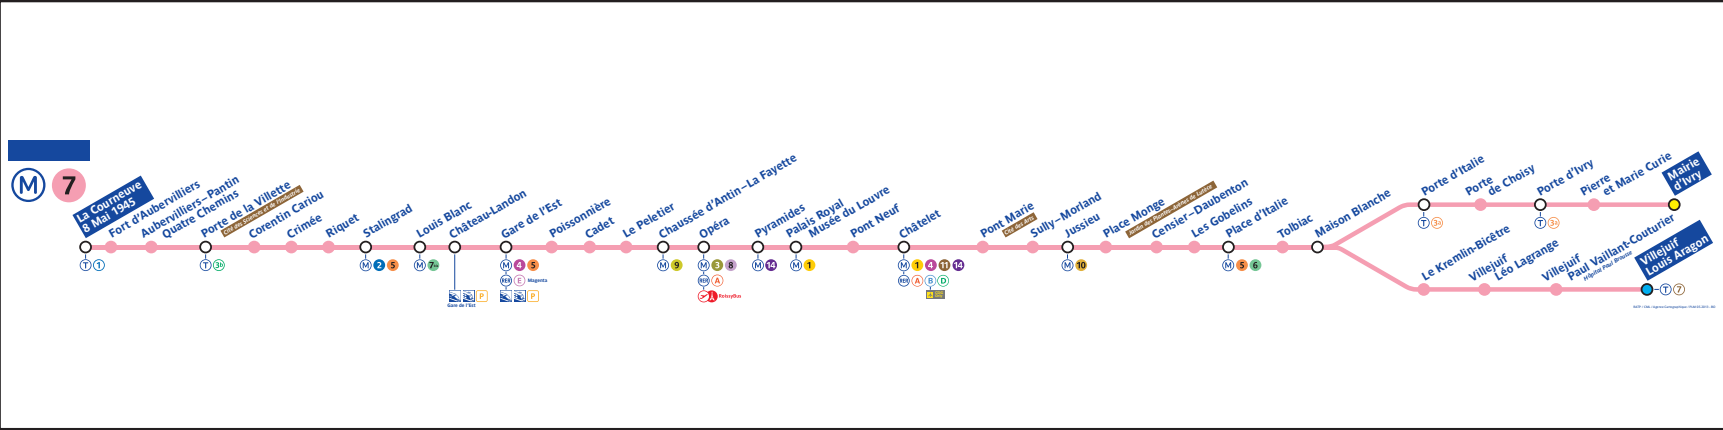 M 7
La Courneuve
8 Mai 1945
T 1
Fort d'Aubervilliers
Aubervilliers–Pantin
Quatre Chemins
Porte de la Villette
Cité des Sciences et de l'Industrie
T 3b
Corentin Cariou
Crimée
Riquet
Stalingrad
M 2 5
Louis Blanc
M 7bis
Château-Landon
P
Gare de l'Est
Gare de l'Est
M 4 5
RER E Magenta
P
Poissonnière
Cadet
Le Peletier
Chaussée d'Antin–La Fayette
M 9
Opéra
M 3 8
RER A
Roissybus
Pyramides
M 14
Palais Royal
Musée du Louvre
M 1
Pont Neuf
Châtelet
M 1 4 11 14
RER A B D
Pont Marie
Cité des Arts
Sully–Morland
Jussieu
M 10
Place Monge
Jardin des Plantes–Arènes de Lutèce
Censier–Daubenton
Les Gobelins
Place d'Italie
M 5 6
Tolbiac
Maison Blanche
Porte d'Italie
T 3a
Porte
de Choisy
Porte d'Ivry
T 3a
Pierre
et Marie Curie
Mairie
d'Ivry
Le Kremlin-Bicêtre
Villejuif
Léo Lagrange
Villejuif
Paul Vaillant-Couturier
Hôpital Paul Brousse
Villejuif
Louis Aragon
T 7